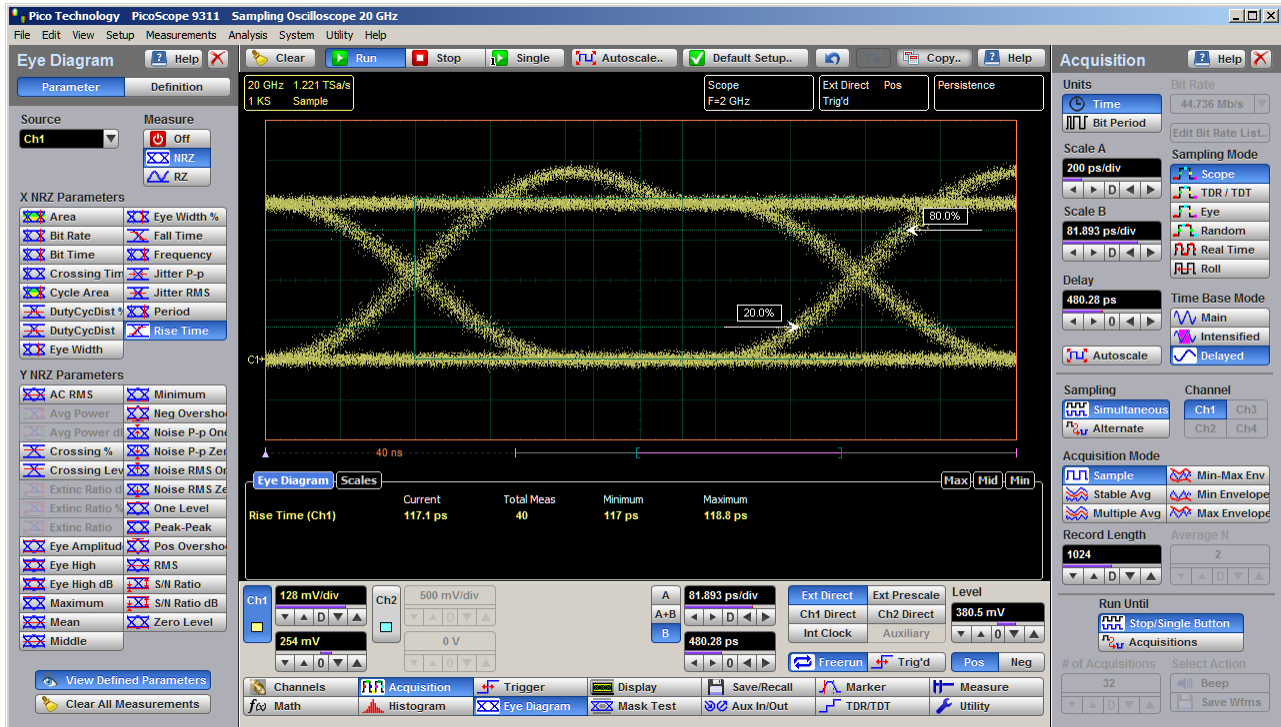 Pico Technology PicoScope 9311 Sampling Oscilloscope 20 GHz
File Edit View Setup Measurements Analysis System Utility Help
Eye Diagram Help
Parameter Definition
Source Measure
Ch1 Off
NRZ
RZ
X NRZ Parameters
Area Eye Width %
Bit Rate Fall Time
Bit Time Frequency
Crossing Tim Jitter P-p
Cycle Area Jitter RMS
DutyCycDist % Period
DutyCycDist Rise Time
Eye Width
Y NRZ Parameters
AC RMS Minimum
Avg Power Neg Oversho
Avg Power d Noise P-p One
Crossing % Noise P-p Zer
Crossing Lev Noise RMS On
Extinc Ratio d Noise RMS Ze
Extinc Ratio % One Level
Extinc Ratio Peak-Peak
Eye Amplitud Pos Oversho
Eye High RMS
Eye High dB S/N Ratio
Maximum S/N Ratio dB
Mean Zero Level
Middle
View Defined Parameters
Clear All Measurements
Clear Run Stop Single Autoscale.. Default Setup.. Copy.. Help
20 GHz 1.221 TSa/s
1 KS Sample
Scope
F=2 GHz
Ext Direct Pos
Trig'd
Persistence
80.0%
20.0%
C1
40 ns
Eye Diagram Scales Max Mid Min
Current Total Meas Minimum Maximum
Rise Time (Ch1) 117.1 ps 40 117 ps 118.8 ps
Ch1 128 mV/div
D
254 mV
0
Ch2 500 mV/div
D
0 V
0
A
A+B
B
81.893 ps/div
D
480.28 ps
0
Ext Direct Ext Prescale
Ch1 Direct Ch2 Direct
Int Clock Auxiliary
Level
380.5 mV
0
Freerun Trig'd Pos Neg
Channels Acquisition Trigger Display Save/Recall Marker Measure
f(x) Math Histogram Eye Diagram Mask Test Aux In/Out TDR/TDT Utility
Acquisition Help
Units Bit Rate
Time 44.736 Mb/s
Bit Period Edit Bit Rate List..
Scale A
200 ps/div
D
Scale B
81.893 ps/div
D
Delay
480.28 ps
0
Autoscale
Sampling Mode
Scope
TDR / TDT
Eye
Random
Real Time
Roll
Time Base Mode
Main
Intensified
Delayed
Sampling Channel
Simultaneous Ch1 Ch3
Alternate Ch2 Ch4
Acquisition Mode
Sample Min-Max Env
Stable Avg Min Envelope
Multiple Avg Max Envelope
Record Length Average N
1024 2
D D
Run Until
Stop/Single Button
Acquisitions
# of Acquisitions Select Action
32 Beep
D Save Wfms